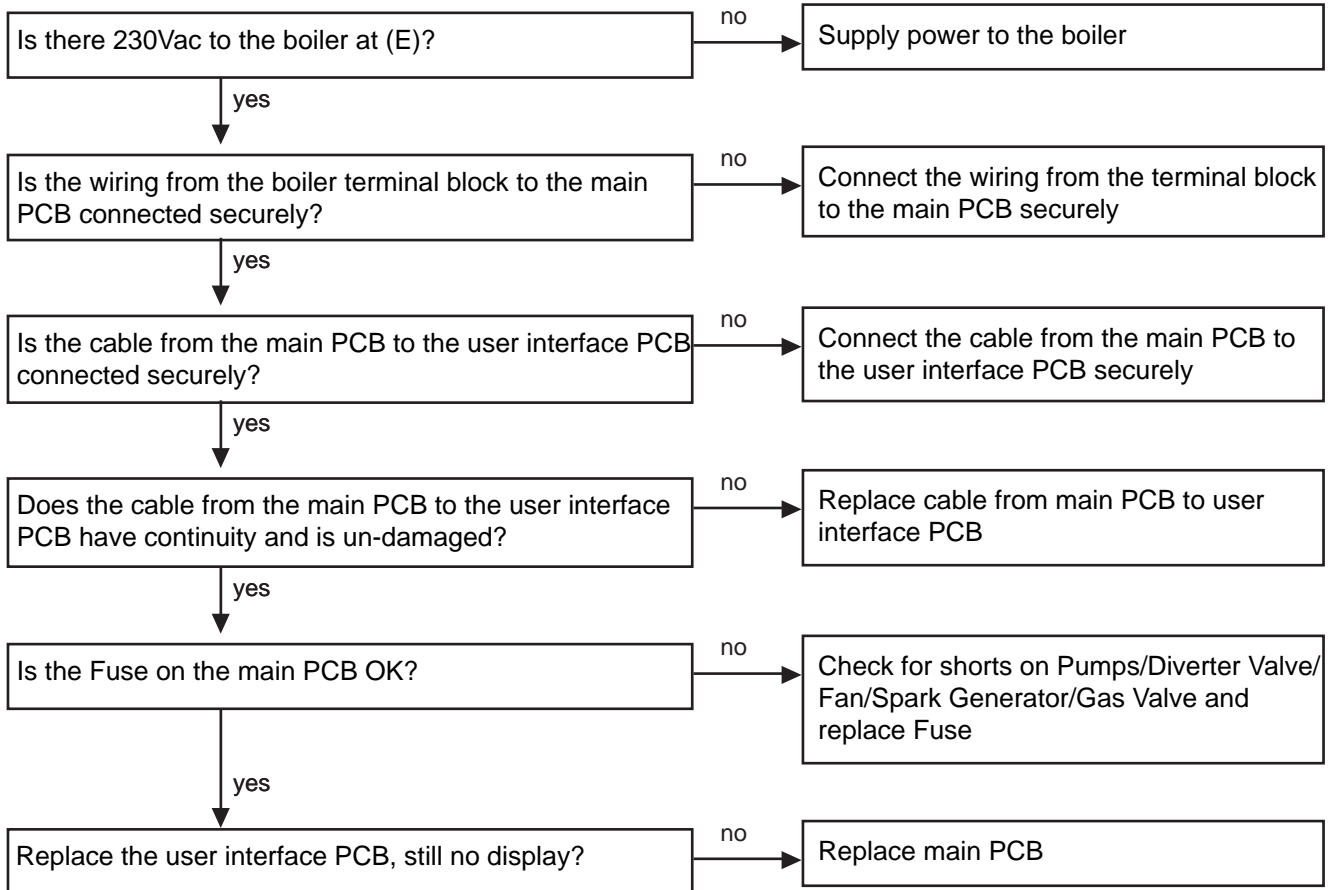 Is there 230Vac to the boiler at (E)?
no
Supply power to the boiler
yes
Is the wiring from the boiler terminal block to the main
PCB connected securely?
no
Connect the wiring from the terminal block
to the main PCB securely
yes
Is the cable from the main PCB to the user interface PCB
connected securely?
no
Connect the cable from the main PCB to
the user interface PCB securely
yes
Does the cable from the main PCB to the user interface
PCB have continuity and is un-damaged?
no
Replace cable from main PCB to user
interface PCB
yes
Is the Fuse on the main PCB OK?
no
Check for shorts on Pumps/Diverter Valve/
Fan/Spark Generator/Gas Valve and
replace Fuse
yes
Replace the user interface PCB, still no display?
no
Replace main PCB